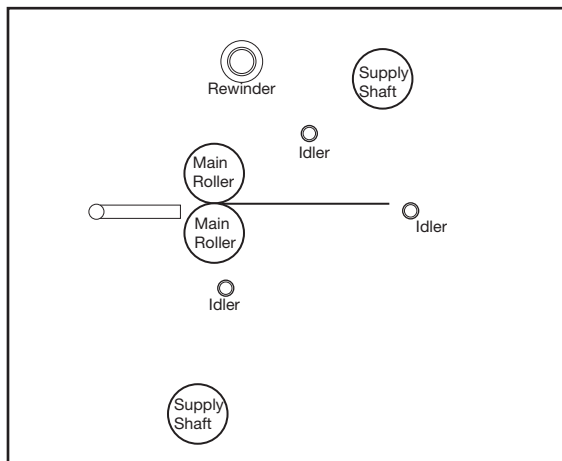 Rewinder
Supply
Shaft
Idler
Main
Roller
Main
Roller
Idler
Idler
Supply
Shaft